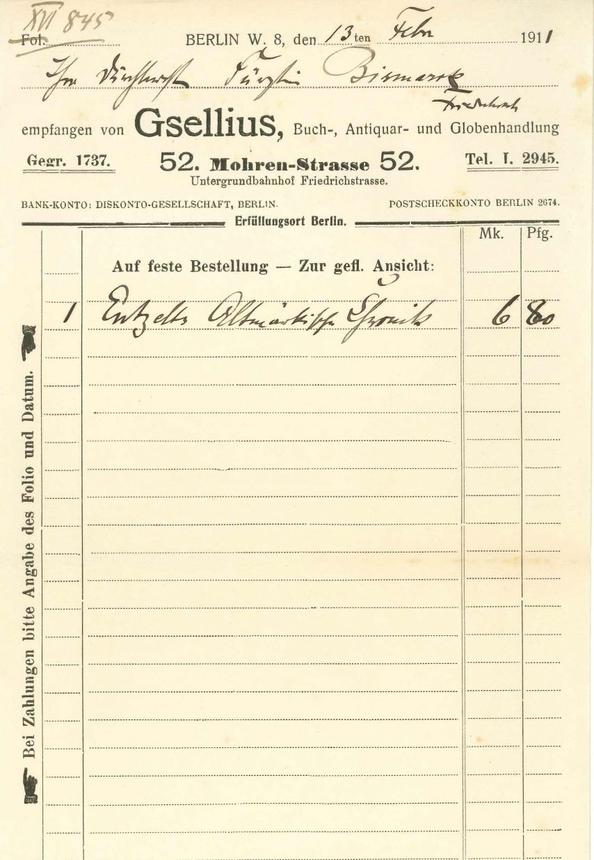 XVI 845
Fol.
BERLIN W. 8, den 13ten Febr 1911
Ihre Durchlaucht Fürstin Bismarck
Friedrichsruh
empfangen von Gsellius, Buch-, Antiquar- und Globenhandlung
Gegr. 1737. 52. Mohren-Strasse 52. Tel. I. 2945.
Untergrundbahnhof Friedrichstrasse.
BANK-KONTO: DISKONTO-GESELLSCHAFT, BERLIN. POSTSCHECKKONTO BERLIN 2674.
Erfüllungsort Berlin.
Mk. Pfg.
Auf feste Bestellung — Zur gefl. Ansicht:
1 Entzelts Altmärkische Chronik 6 80
Bei Zahlungen bitte Angabe des Folio und Datum.